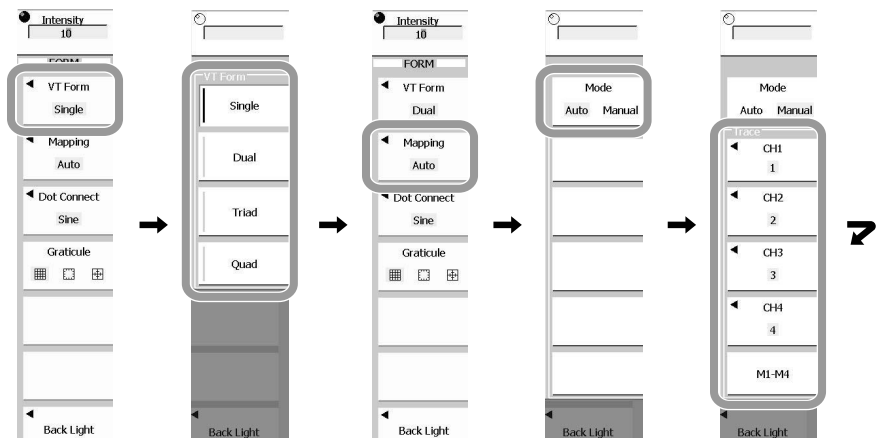 Intensity
10
FORM
VT Form
Single
Mapping
Auto
Dot Connect
Sine
Graticule
Back Light
VT Form
Single
Dual
Triad
Quad
Back Light
Intensity
10
FORM
VT Form
Dual
Mapping
Auto
Dot Connect
Sine
Graticule
Back Light
Mode
Auto Manual
Back Light
Mode
Auto Manual
Trace
CH1
1
CH2
2
CH3
3
CH4
4
M1-M4
Back Light